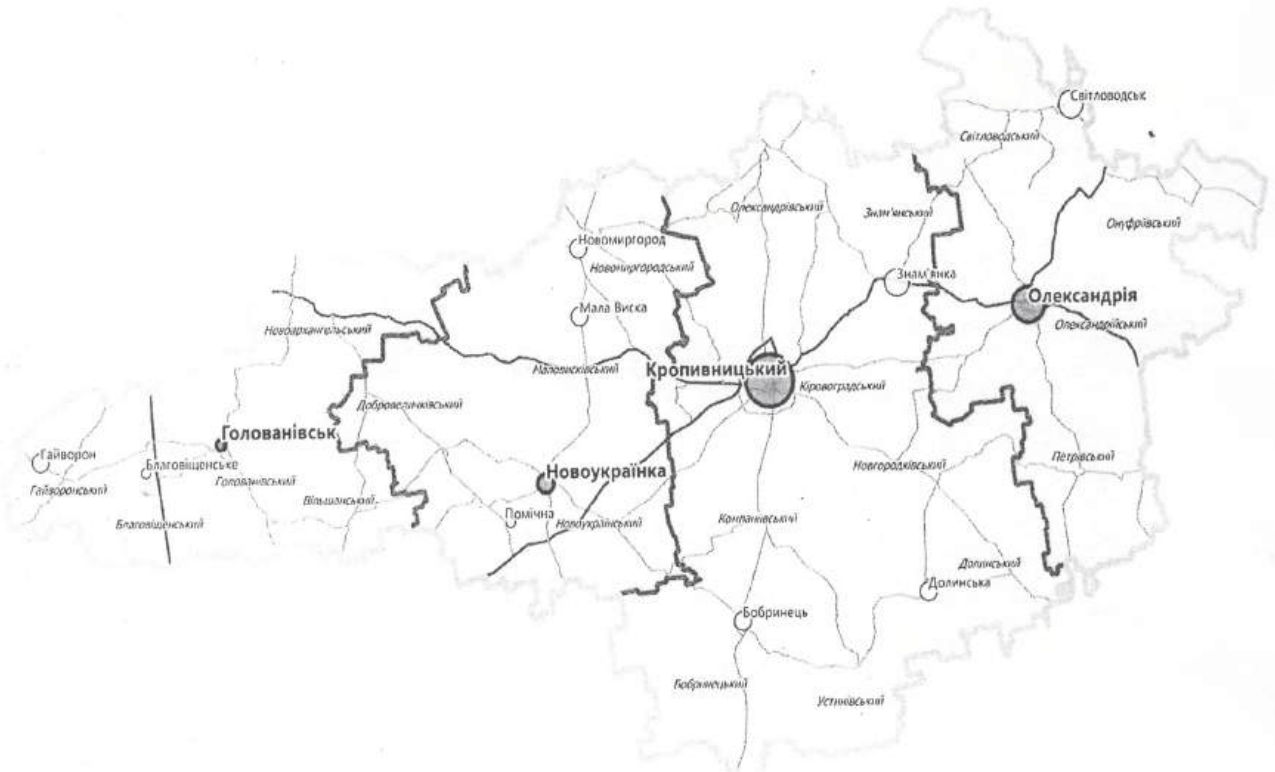 Світловодськ
Світловодський
Олександрівський
Знам'янський
Онуфріївський
Новомиргород
Новомиргородський
Знам'янка
Олександрія
Мала Виска
Новоархангельський
Олександрійський
Маловисківський
Кропивницький
Кіровоградський
Добровеличківський
Голованівськ
Гайворон
Благовіщенське
Голованівський
Новоукраїнка
Новгородківський
Петрівський
Гайворонський
Вільшанський
Помічна
Новоукраїнський
Компаніївський
Благовіщенський
Долинський
Долинська
Бобринець
Бобринецький
Устинівський